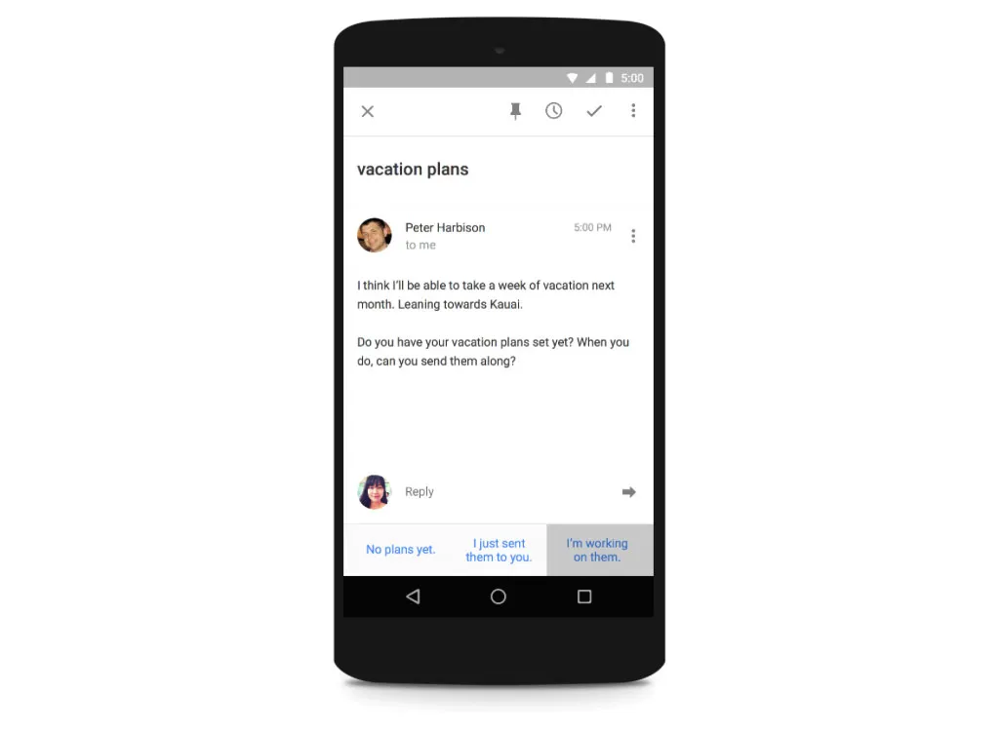 5:00
vacation plans
Peter Harbison
5:00 PM
to me
I think I'll be able to take a week of vacation next
month. Leaning towards Kauai.
Do you have your vacation plans set yet? When you
do, can you send them along?
Reply
No plans yet.
I just sent
them to you.
I'm working
on them.